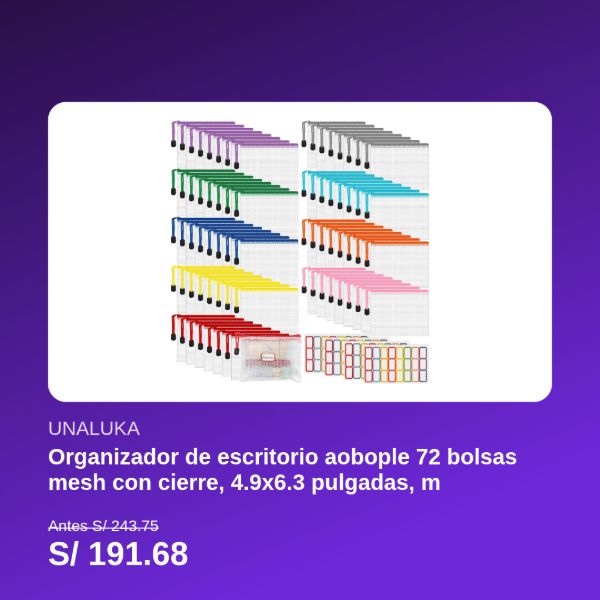 UNALUKA
Organizador de escritorio aobople 72 bolsas
mesh con cierre, 4.9x6.3 pulgadas, m
Antes S/ 243.75
S/ 191.68